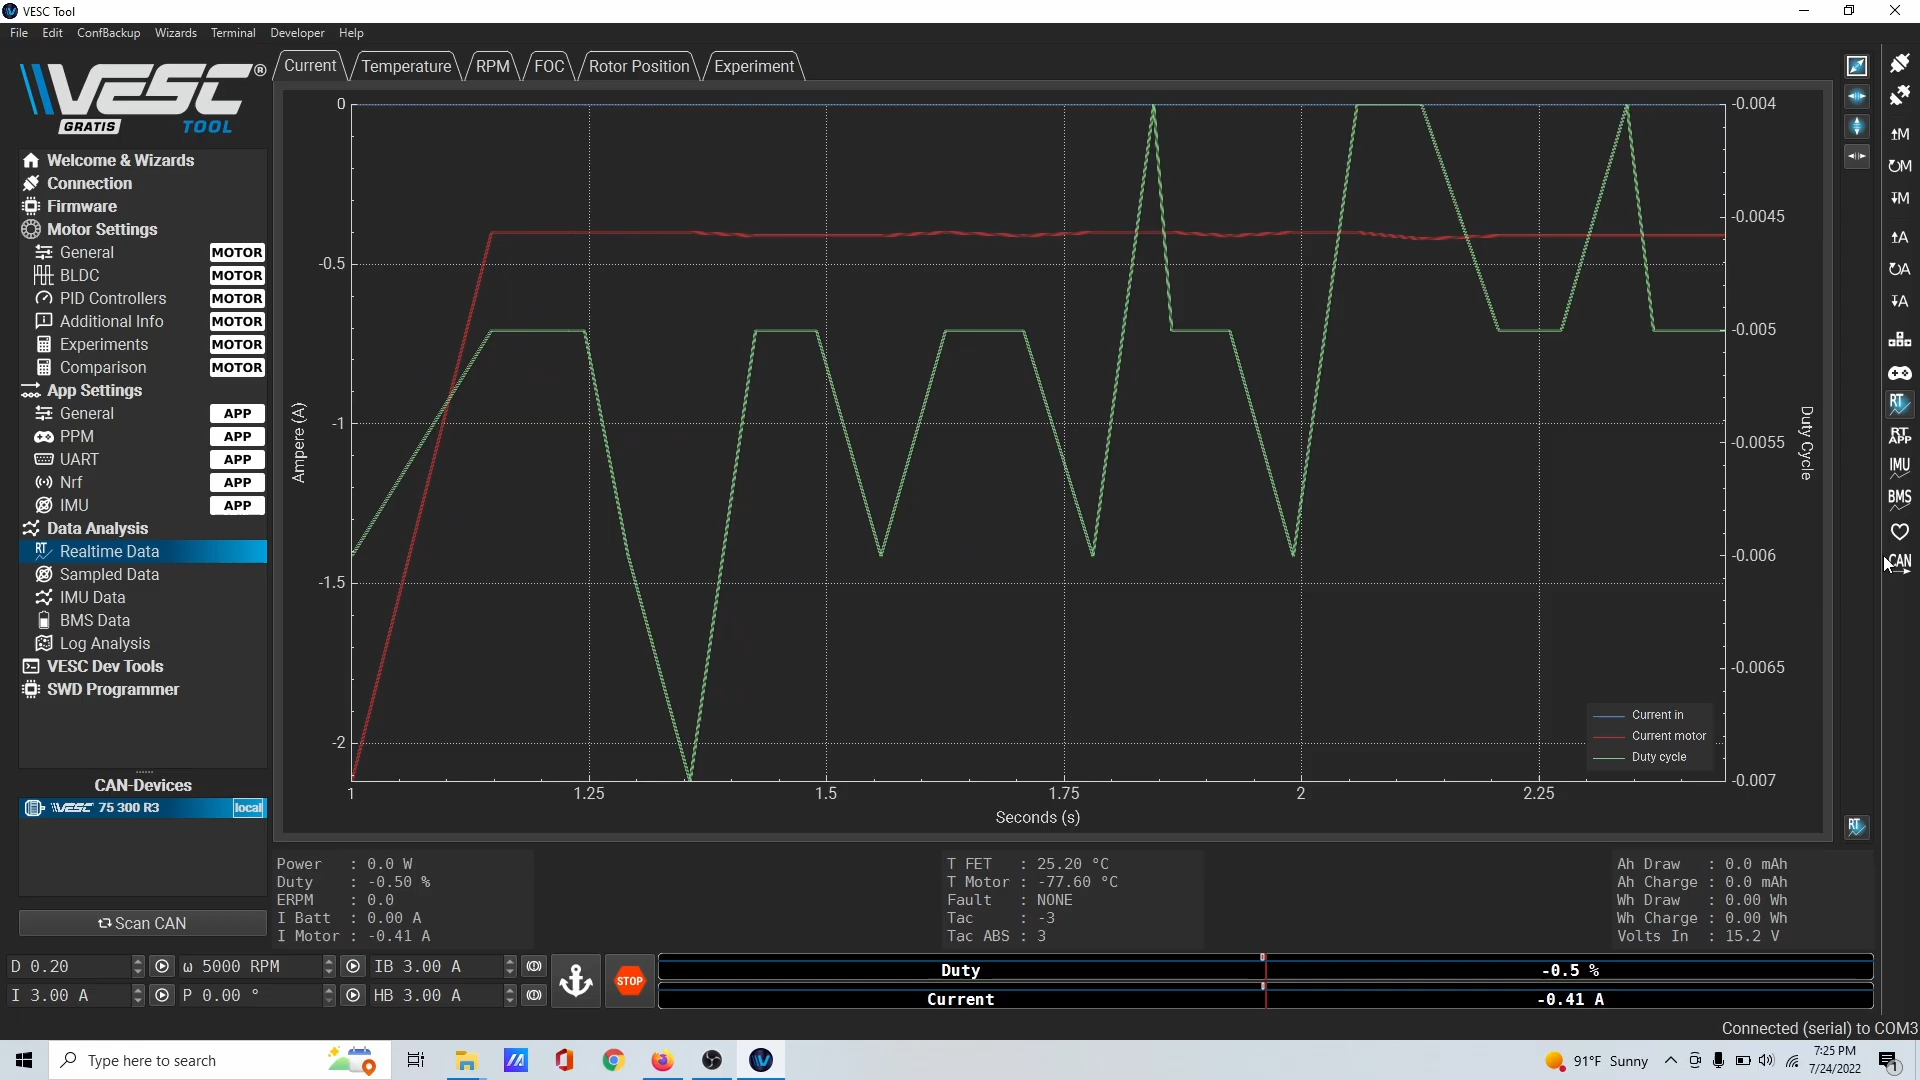 VESC Tool
File Edit ConfBackup Wizards Terminal Developer Help
VESC®
GRATIS TOOL
Welcome & Wizards
Connection
Firmware
Motor Settings
General MOTOR
BLDC MOTOR
PID Controllers MOTOR
Additional Info MOTOR
Experiments MOTOR
Comparison MOTOR
App Settings
General APP
PPM APP
UART APP
Nrf APP
IMU APP
Data Analysis
RT Realtime Data
Sampled Data
IMU Data
BMS Data
Log Analysis
VESC Dev Tools
SWD Programmer
CAN-Devices
VESC 75 300 R3 local
Scan CAN
Current Temperature RPM FOC Rotor Position Experiment
0
-0.5
-1
-1.5
-2
Ampere (A)
1 1.25 1.5 1.75 2 2.25
Seconds (s)
-0.004
-0.0045
-0.005
-0.0055
-0.006
-0.0065
-0.007
Duty Cycle
Current in
Current motor
Duty cycle
RT
M
M
M
A
A
A
RT
RT APP
IMU
BMS
CAN
Power : 0.0 W
Duty : -0.50 %
ERPM : 0.0
I Batt : 0.00 A
I Motor : -0.41 A
T FET : 25.20 °C
T Motor : -77.60 °C
Fault : NONE
Tac : -3
Tac ABS : 3
Ah Draw : 0.0 mAh
Ah Charge : 0.0 mAh
Wh Draw : 0.00 Wh
Wh Charge : 0.00 Wh
Volts In : 15.2 V
D 0.20 ω 5000 RPM IB 3.00 A
I 3.00 A P 0.00 ° HB 3.00 A
STOP
Duty -0.5 %
Current -0.41 A
Connected (serial) to COM3
Type here to search
91°F Sunny
7:25 PM
7/24/2022
1